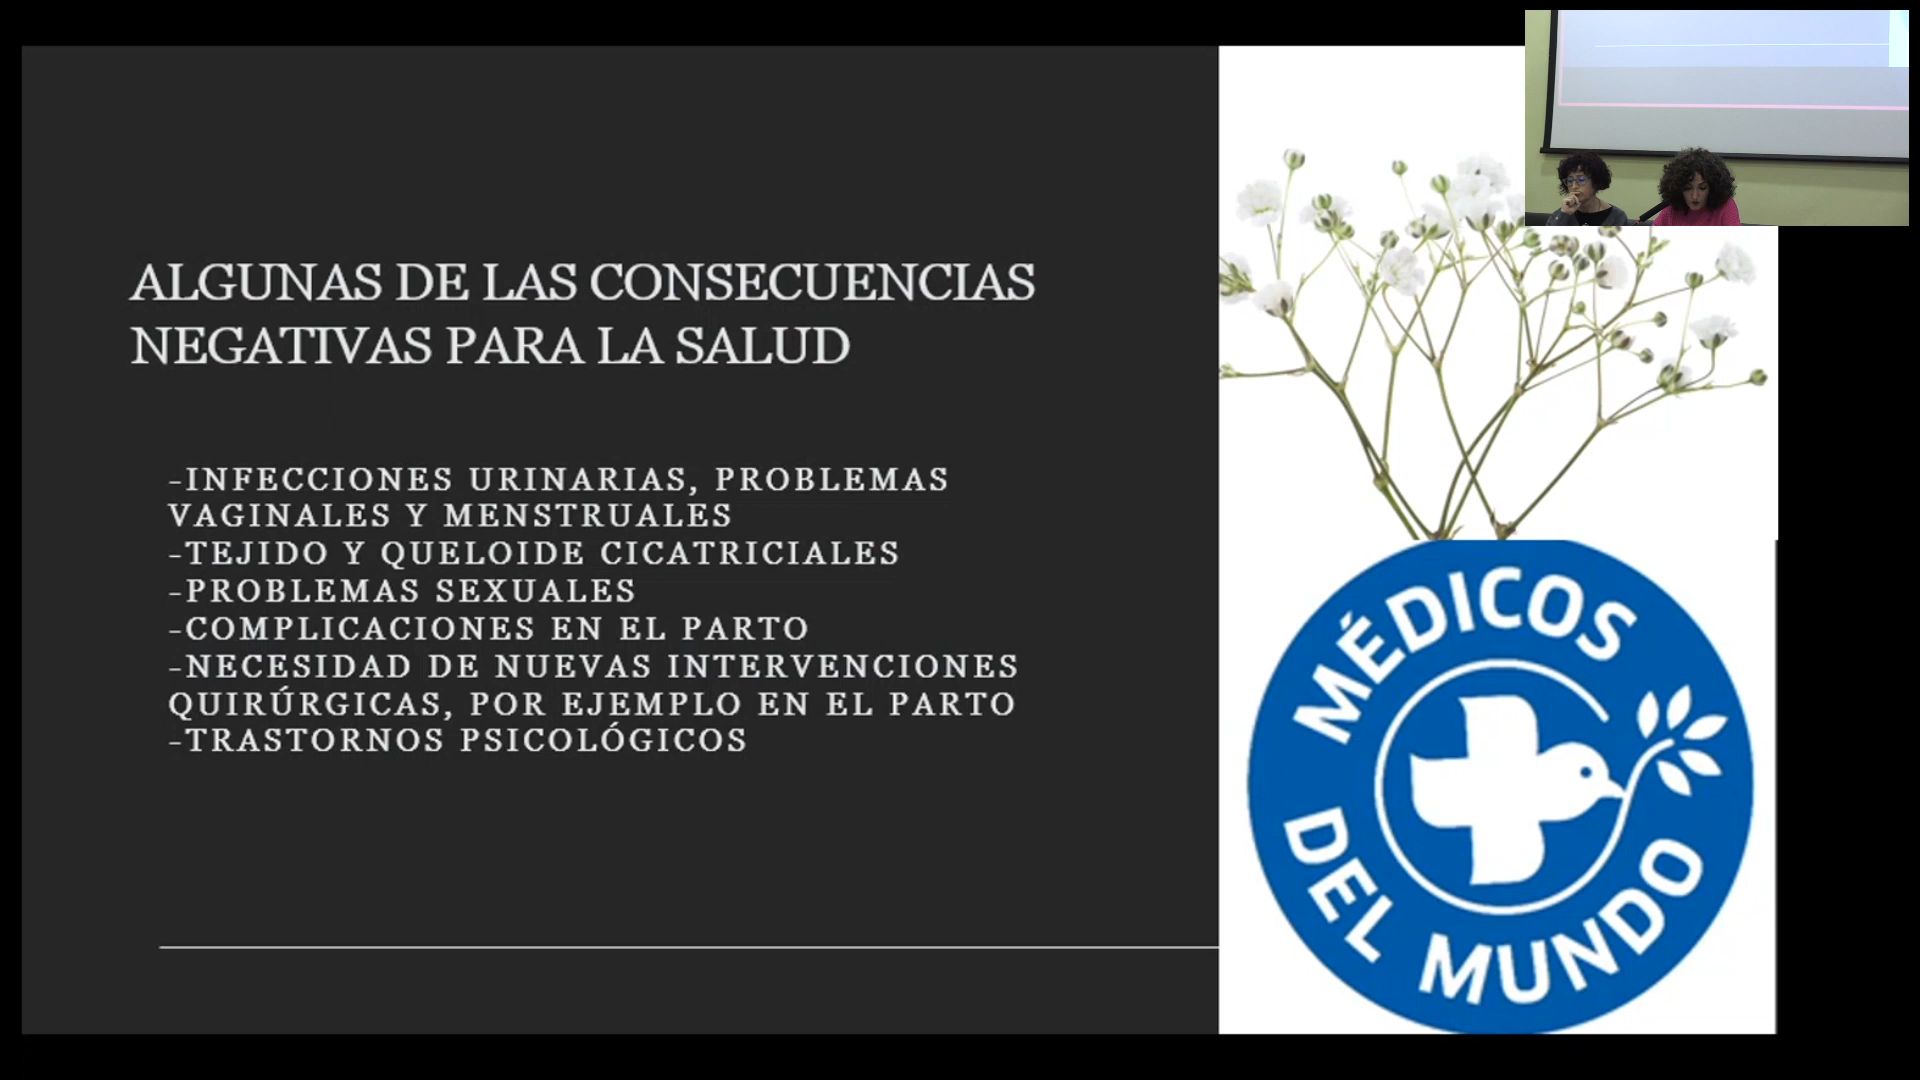 ALGUNAS DE LAS CONSECUENCIAS
NEGATIVAS PARA LA SALUD
-INFECCIONES URINARIAS, PROBLEMAS
VAGINALES Y MENSTRUALES
-TEJIDO Y QUELOIDE CICATRICIALES
-PROBLEMAS SEXUALES
-COMPLICACIONES EN EL PARTO
-NECESIDAD DE NUEVAS INTERVENCIONES
QUIRÚRGICAS, POR EJEMPLO EN EL PARTO
-TRASTORNOS PSICOLÓGICOS
MÉDICOS
DEL MUNDO